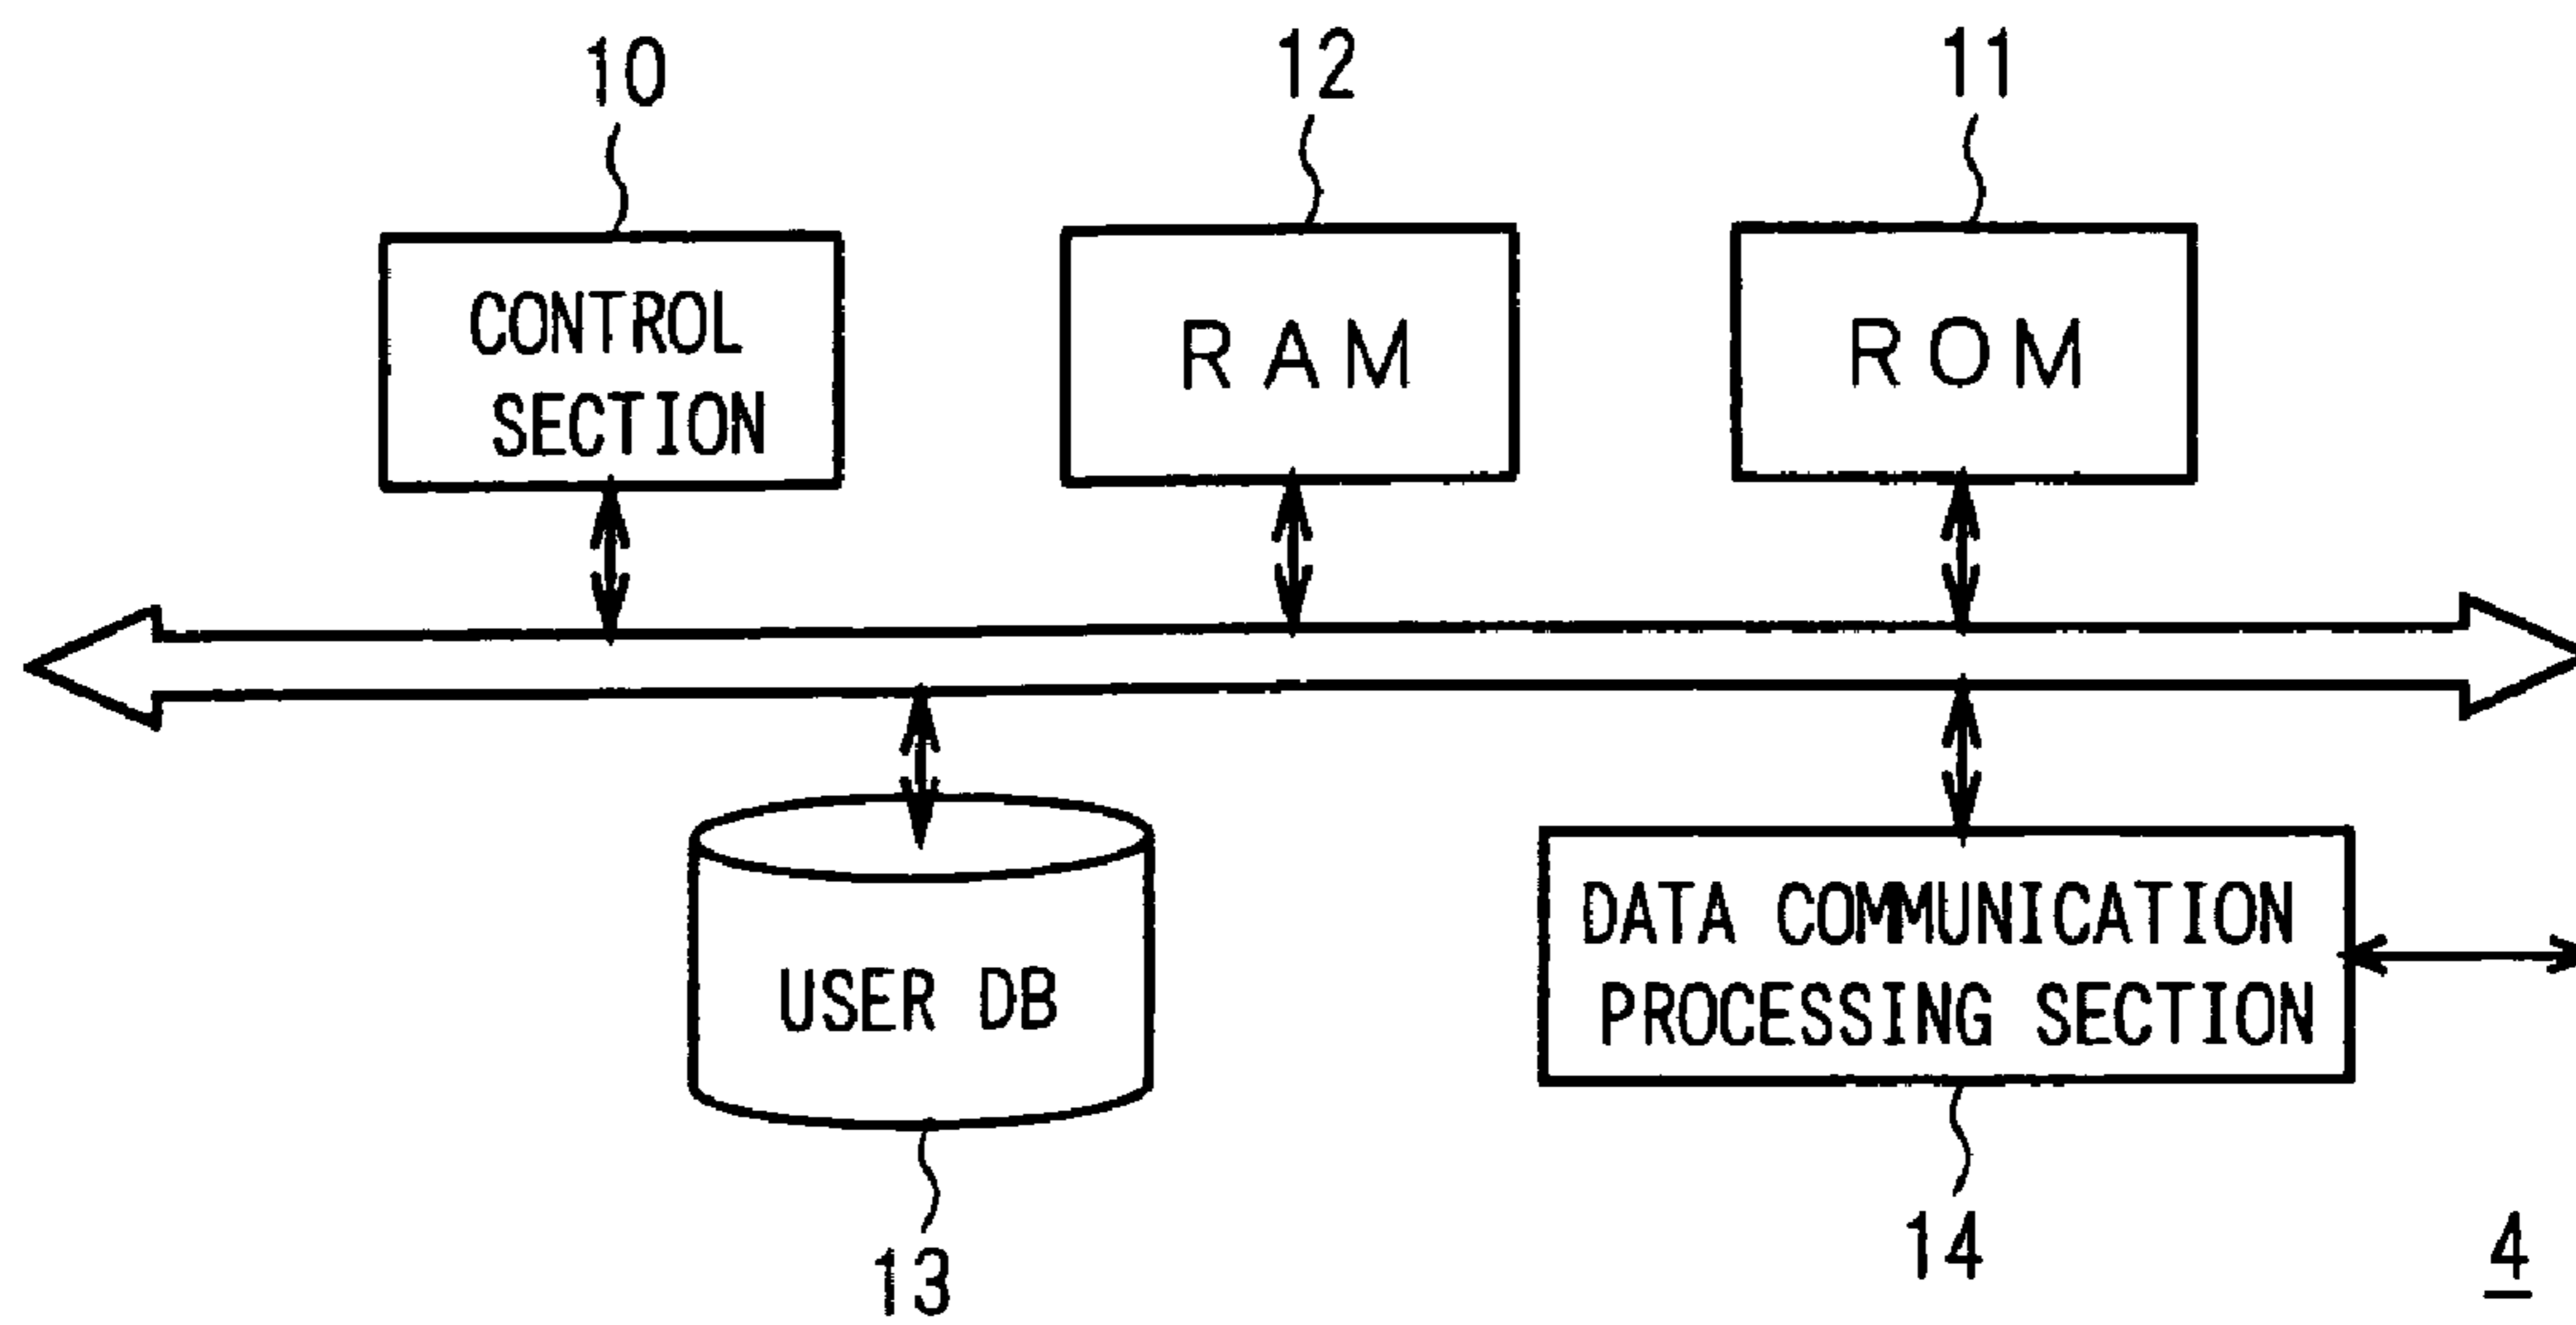 10
12
11
CONTROL
SECTION
RAM
ROM
USER DB
DATA COMMUNICATION
PROCESSING SECTION
13
14
4